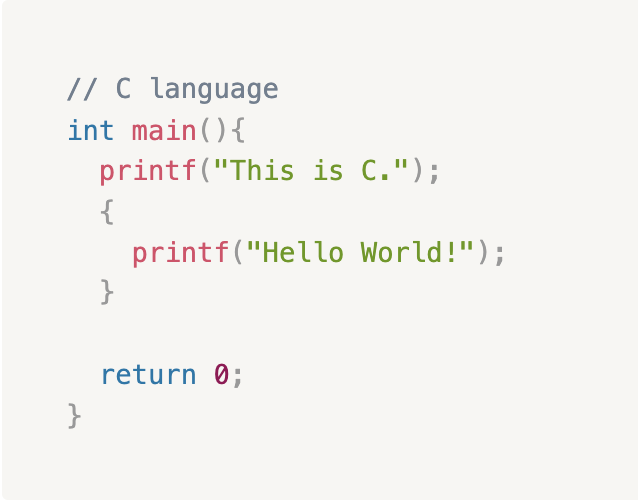 // C language
int main(){
  printf("This is C.");
  {
    printf("Hello World!");
  }

  return 0;
}